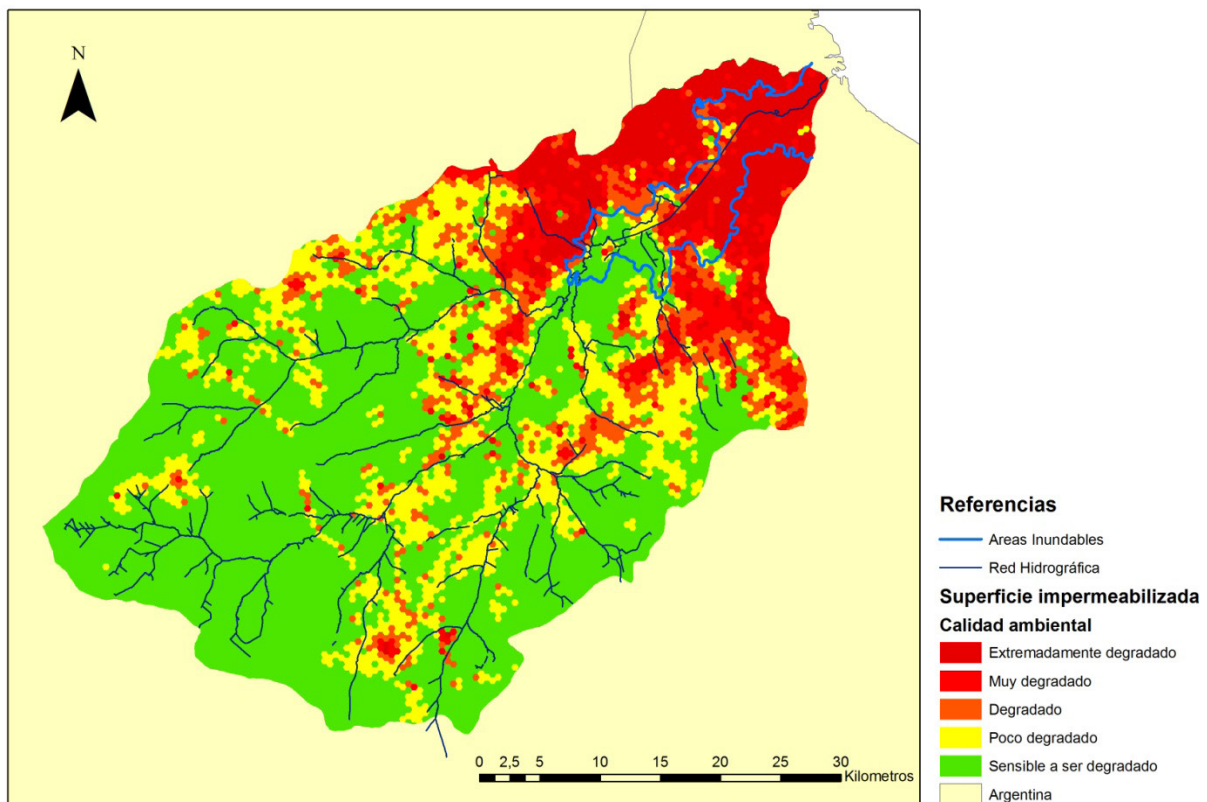 N
Referencias
Areas Inundables
Red Hidrográfica
Superficie impermeabilizada
Calidad ambiental
Extremadamente degradado
Muy degradado
Degradado
Poco degradado
Sensible a ser degradado
Argentina
0 2,5 5 10 15 20 25 30
Kilometros